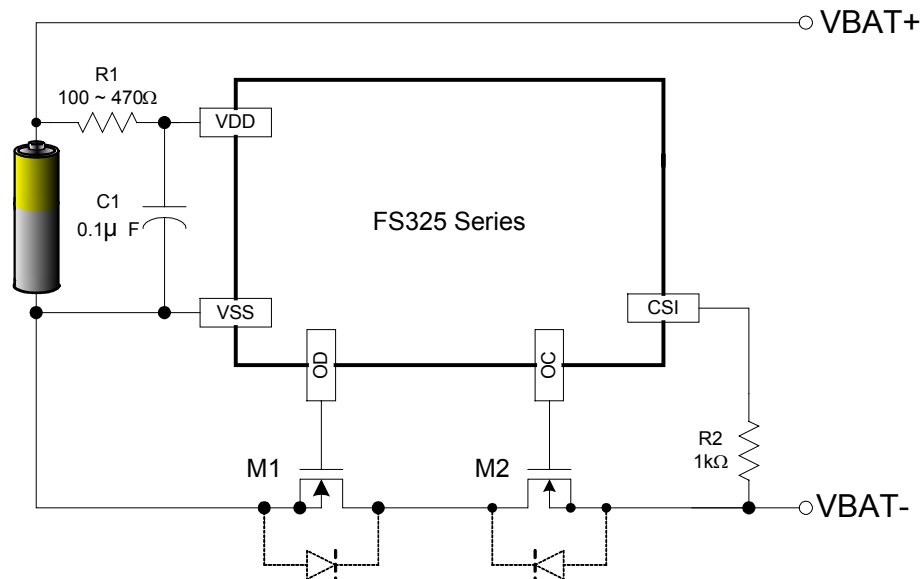 VBAT+
R1
100 ~ 470Ω
VDD
C1
0.1µ F
FS325 Series
VSS
CSI
OD
OC
R2
1kΩ
M1
M2
VBAT-